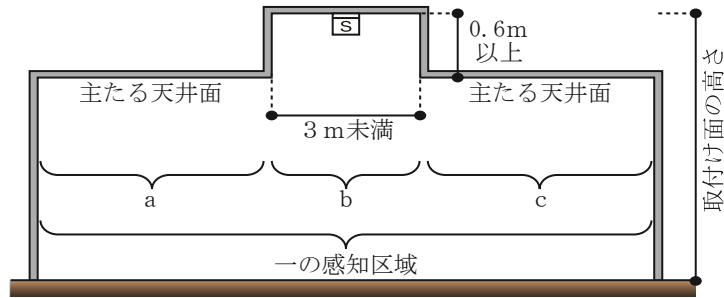 S
0.6m
以上
主たる天井面
主たる天井面
3m未満
取付け面の高さ
a
b
c
一の感知区域